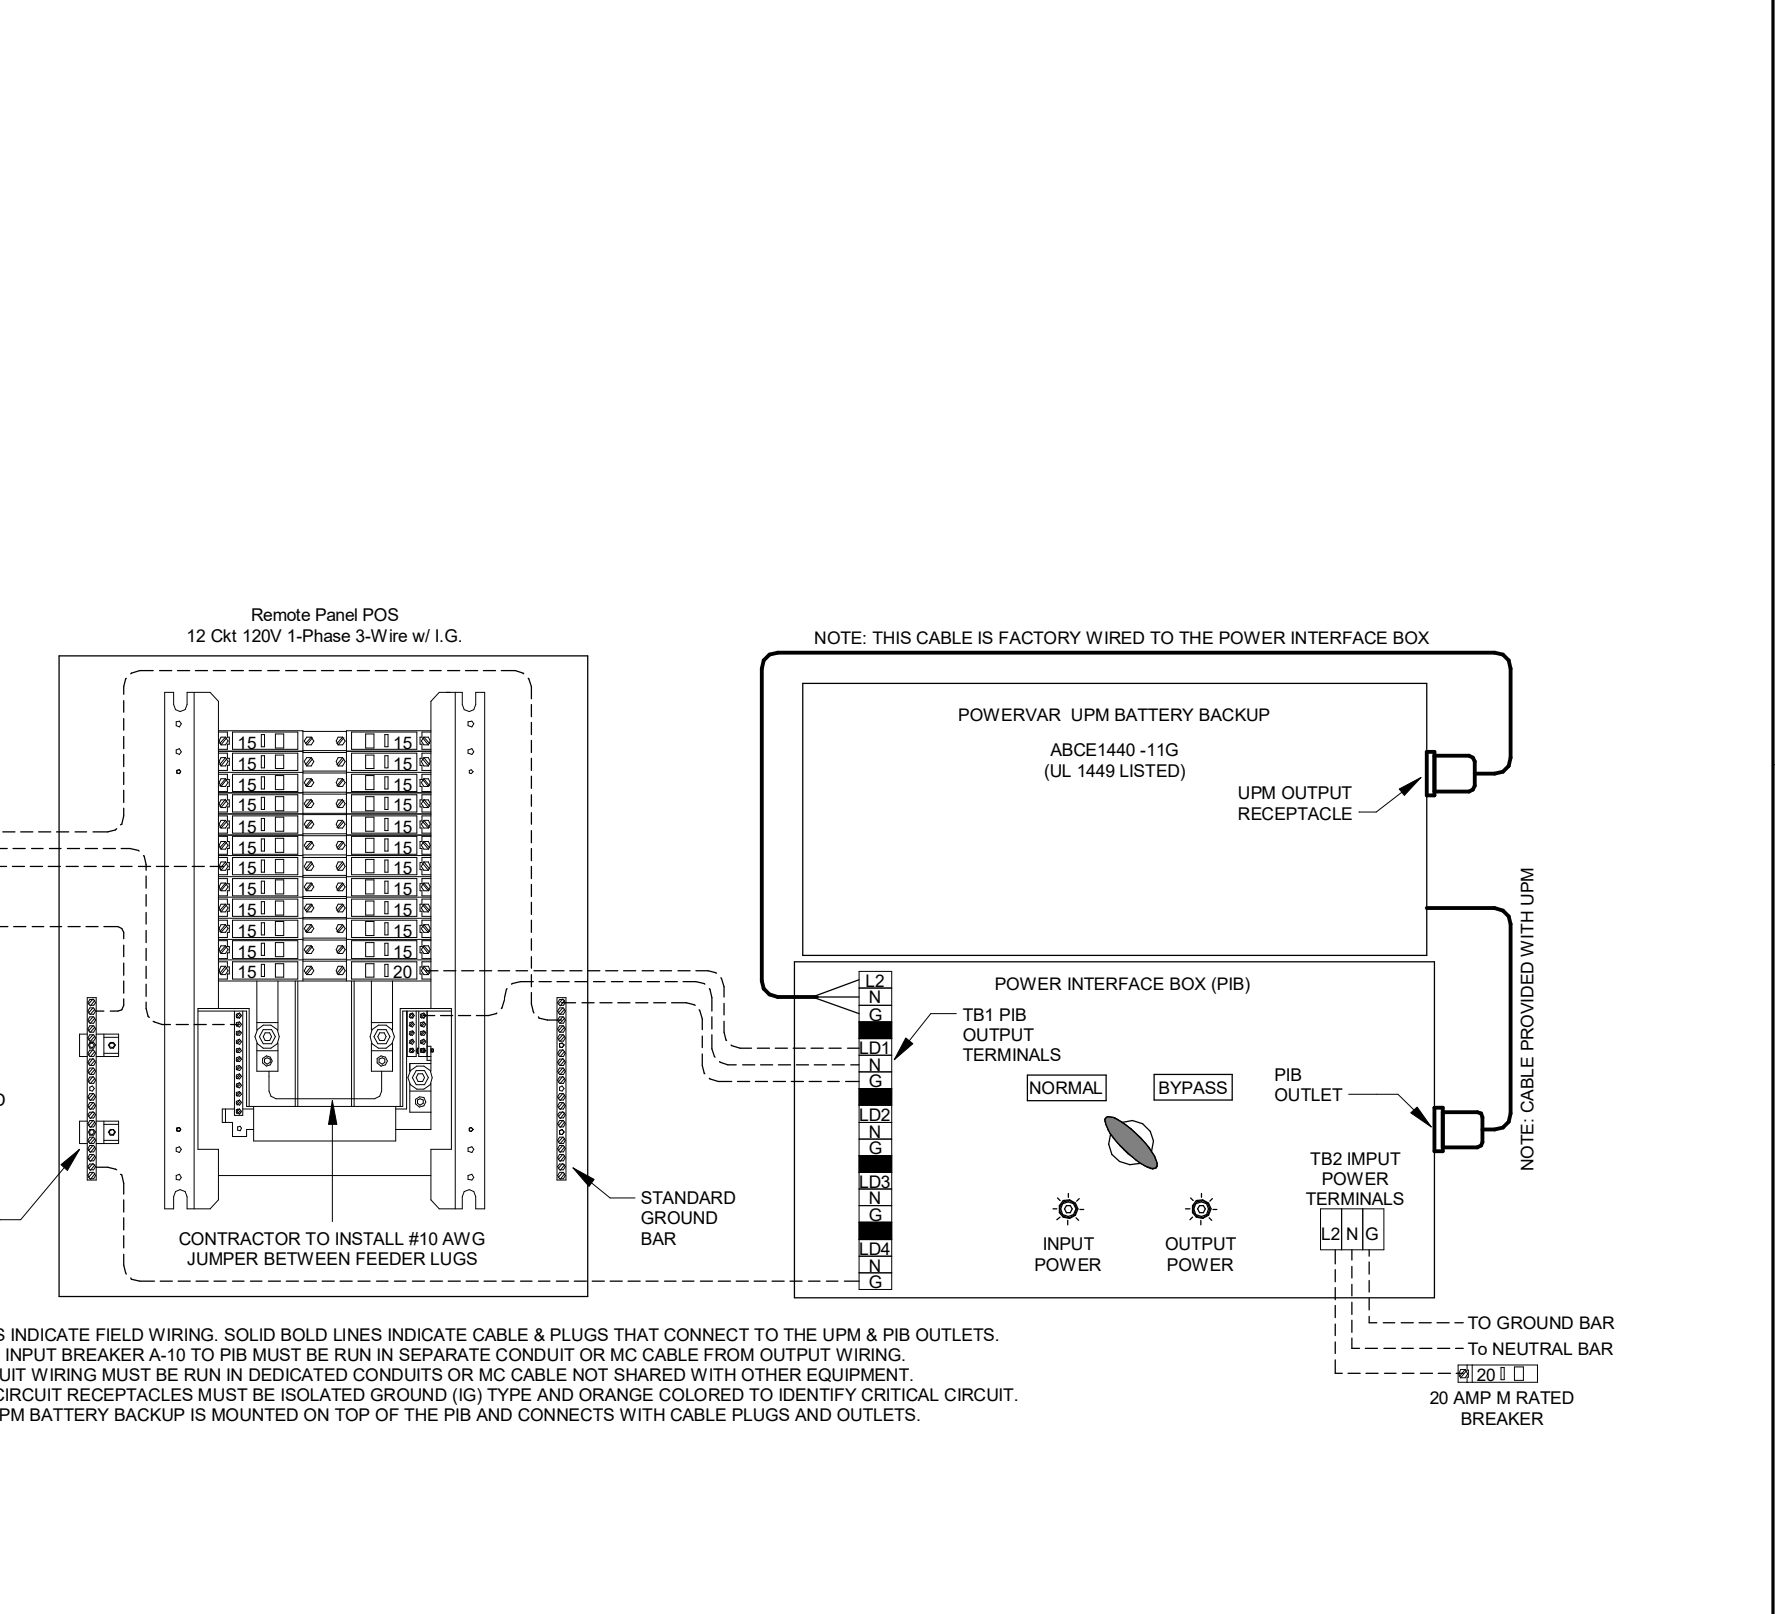 Remote Panel POS
12 Ckt 120V 1-Phase 3-Wire w/ I.G.
15 15
15 15
15 15
15 15
15 15
15 15
15 15
15 15
15 15
15 15
15 15
15 20
CONTRACTOR TO INSTALL #10 AWG
JUMPER BETWEEN FEEDER LUGS
STANDARD
GROUND
BAR
NOTE: THIS CABLE IS FACTORY WIRED TO THE POWER INTERFACE BOX
POWERVAR UPM BATTERY BACKUP
ABCE1440 -11G
(UL 1449 LISTED)
UPM OUTPUT
RECEPTACLE
NOTE: CABLE PROVIDED WITH UPM
POWER INTERFACE BOX (PIB)
L2
N
G
LD1
N
G
LD2
N
G
LD3
N
G
LD4
N
G
TB1 PIB
OUTPUT
TERMINALS
NORMAL
BYPASS
PIB
OUTLET
INPUT
POWER
OUTPUT
POWER
TB2 IMPUT
POWER
TERMINALS
L2 N G
TO GROUND BAR
To NEUTRAL BAR
20
20 AMP M RATED
BREAKER
S INDICATE FIELD WIRING. SOLID BOLD LINES INDICATE CABLE & PLUGS THAT CONNECT TO THE UPM & PIB OUTLETS.
INPUT BREAKER A-10 TO PIB MUST BE RUN IN SEPARATE CONDUIT OR MC CABLE FROM OUTPUT WIRING.
UIT WIRING MUST BE RUN IN DEDICATED CONDUITS OR MC CABLE NOT SHARED WITH OTHER EQUIPMENT.
CIRCUIT RECEPTACLES MUST BE ISOLATED GROUND (IG) TYPE AND ORANGE COLORED TO IDENTIFY CRITICAL CIRCUIT.
PM BATTERY BACKUP IS MOUNTED ON TOP OF THE PIB AND CONNECTS WITH CABLE PLUGS AND OUTLETS.